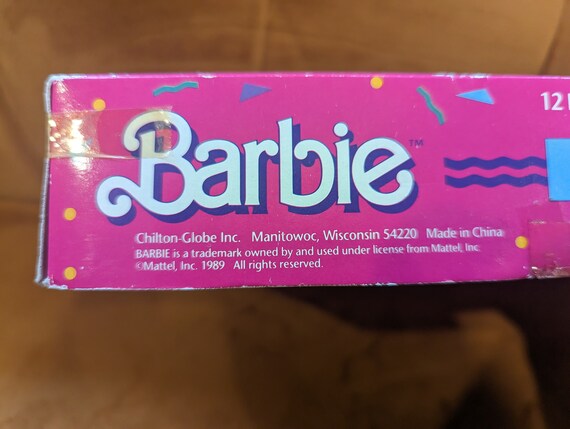 12
Barbie™
Chilton-Globe Inc. Manitowoc, Wisconsin 54220 Made in China
BARBIE is a trademark owned by and used under license from Mattel, Inc
©Mattel, Inc. 1989 All rights reserved.